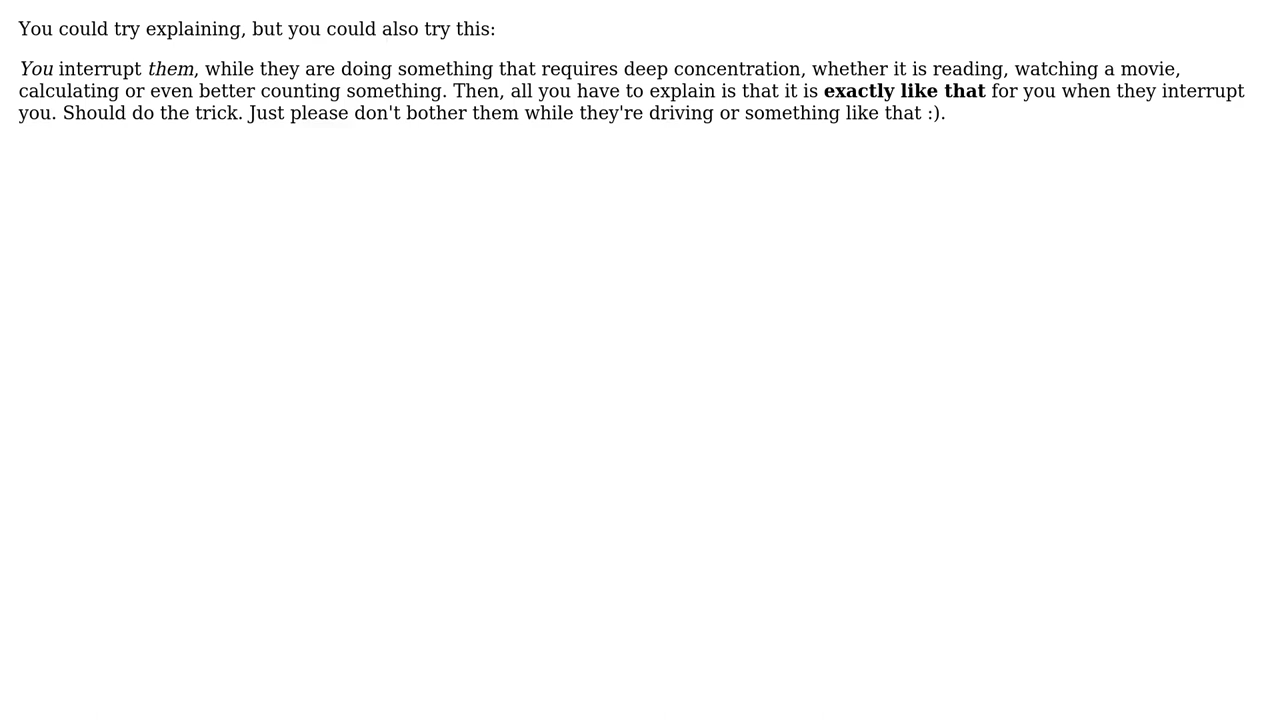 You could try explaining, but you could also try this:
You interrupt them, while they are doing something that requires deep concentration, whether it is reading, watching a movie,
calculating or even better counting something. Then, all you have to explain is that it is exactly like that for you when they interrupt
you. Should do the trick. Just please don't bother them while they're driving or something like that :).